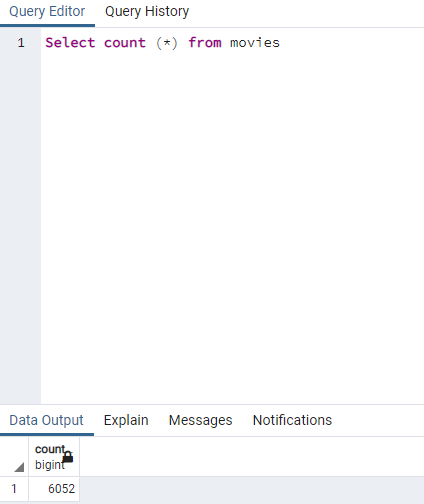 Query Editor Query History
1 Select count (*) from movies
Data Output Explain Messages Notifications
count
bigint
1 6052